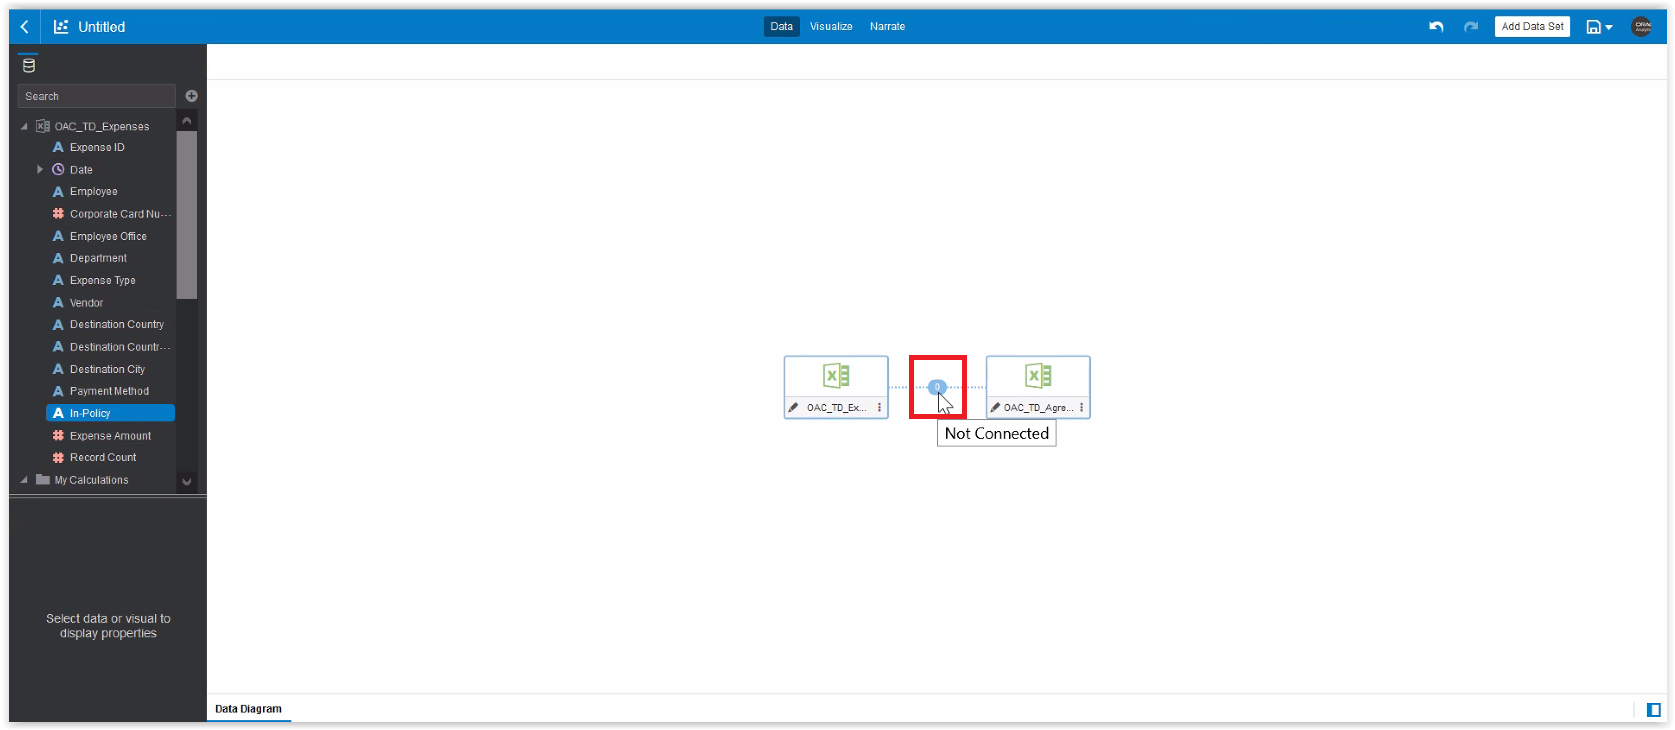 Untitled
Data
Visualize
Narrate
Add Data Set
Search
OAC_TD_Expenses
Expense ID
Date
Employee
Corporate Card Nu...
Employee Office
Department
Expense Type
Vendor
Destination Country
Destination Countr...
Destination City
Payment Method
In-Policy
Expense Amount
Record Count
My Calculations
OAC_TD_Ex...
0
OAC_TD_Agre...
Not Connected
Select data or visual to
display properties
Data Diagram